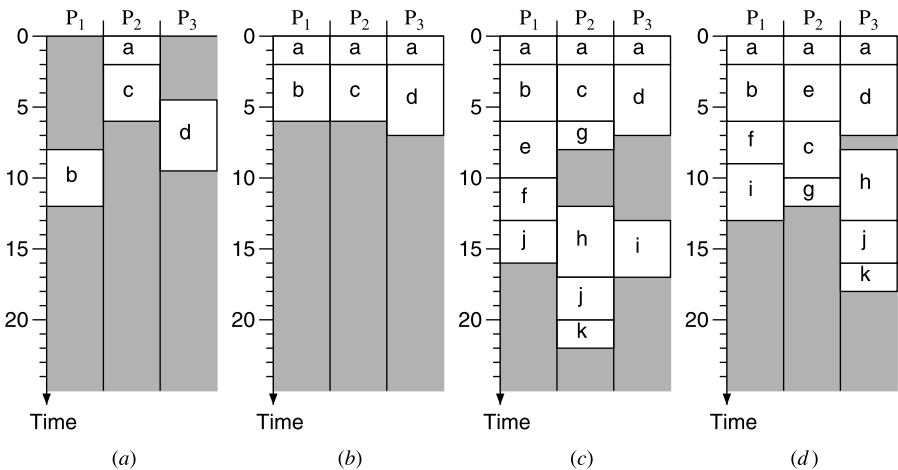 P1 P2 P3 P1 P2 P3 P1 P2 P3 P1 P2 P3
0 a 0 a a a 0 a a a 0 a a a
c b c d b c d b e d
5 5 5 5
d g f
b e c h
10 10 10 10
f i g
15 15 j h i 15 15 j
j k
20 20 20 k 20
Time Time Time Time
(a) (b) (c) (d)